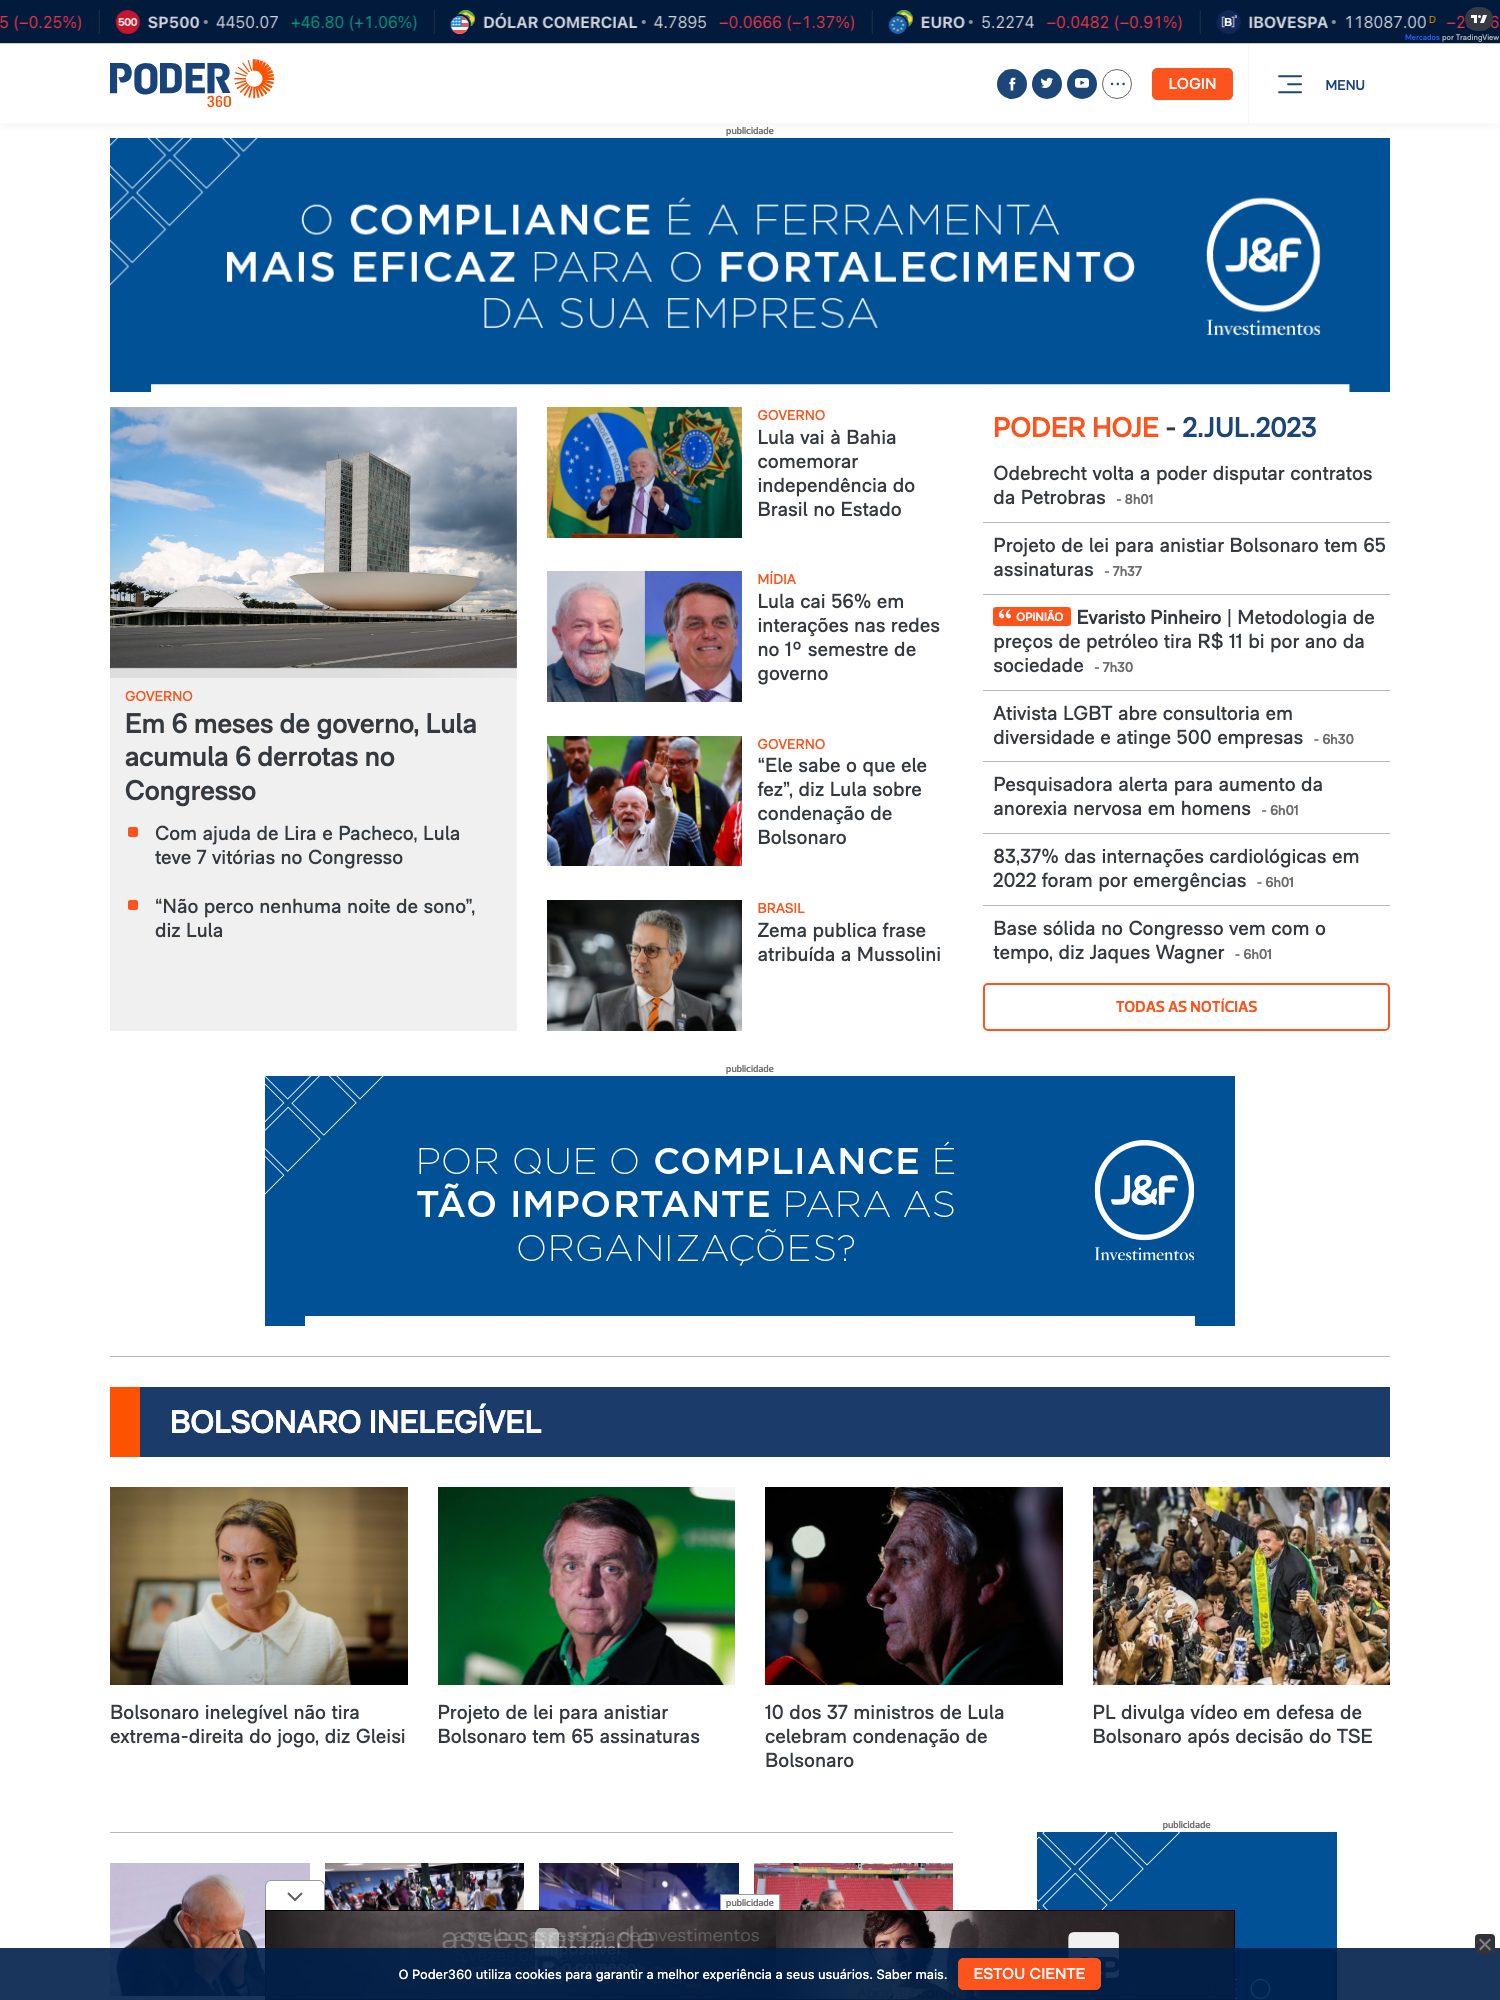 5 (−0.25%)
500 SP500 • 4450.07 +46.80 (+1.06%)
DÓLAR COMERCIAL • 4.7895 −0.0666 (−1.37%)
EURO • 5.2274 −0.0482 (−0.91%)
[B] IBOVESPA • 118087.00 D
Mercados por TradingView
PODER
360
LOGIN
MENU
publicidade
O COMPLIANCE É A FERRAMENTA
MAIS EFICAZ PARA O FORTALECIMENTO
DA SUA EMPRESA
J&F
Investimentos
GOVERNO
Em 6 meses de governo, Lula
acumula 6 derrotas no
Congresso
Com ajuda de Lira e Pacheco, Lula
teve 7 vitórias no Congresso
“Não perco nenhuma noite de sono”,
diz Lula
GOVERNO
Lula vai à Bahia
comemorar
independência do
Brasil no Estado
MÍDIA
Lula cai 56% em
interações nas redes
no 1º semestre de
governo
GOVERNO
“Ele sabe o que ele
fez”, diz Lula sobre
condenação de
Bolsonaro
BRASIL
Zema publica frase
atribuída a Mussolini
PODER HOJE - 2.JUL.2023
Odebrecht volta a poder disputar contratos
da Petrobras - 8h01
Projeto de lei para anistiar Bolsonaro tem 65
assinaturas - 7h37
“ OPINIÃO Evaristo Pinheiro | Metodologia de
preços de petróleo tira R$ 11 bi por ano da
sociedade - 7h30
Ativista LGBT abre consultoria em
diversidade e atinge 500 empresas - 6h30
Pesquisadora alerta para aumento da
anorexia nervosa em homens - 6h01
83,37% das internações cardiológicas em
2022 foram por emergências - 6h01
Base sólida no Congresso vem com o
tempo, diz Jaques Wagner - 6h01
TODAS AS NOTÍCIAS
publicidade
POR QUE O COMPLIANCE É
TÃO IMPORTANTE PARA AS
ORGANIZAÇÕES?
J&F
Investimentos
BOLSONARO INELEGÍVEL
Bolsonaro inelegível não tira
extrema-direita do jogo, diz Gleisi
Projeto de lei para anistiar
Bolsonaro tem 65 assinaturas
10 dos 37 ministros de Lula
celebram condenação de
Bolsonaro
PL divulga vídeo em defesa de
Bolsonaro após decisão do TSE
publicidade
publicidade
a melhor assessoria de investimentos
O Poder360 utiliza cookies para garantir a melhor experiência a seus usuários. Saber mais.
ESTOU CIENTE